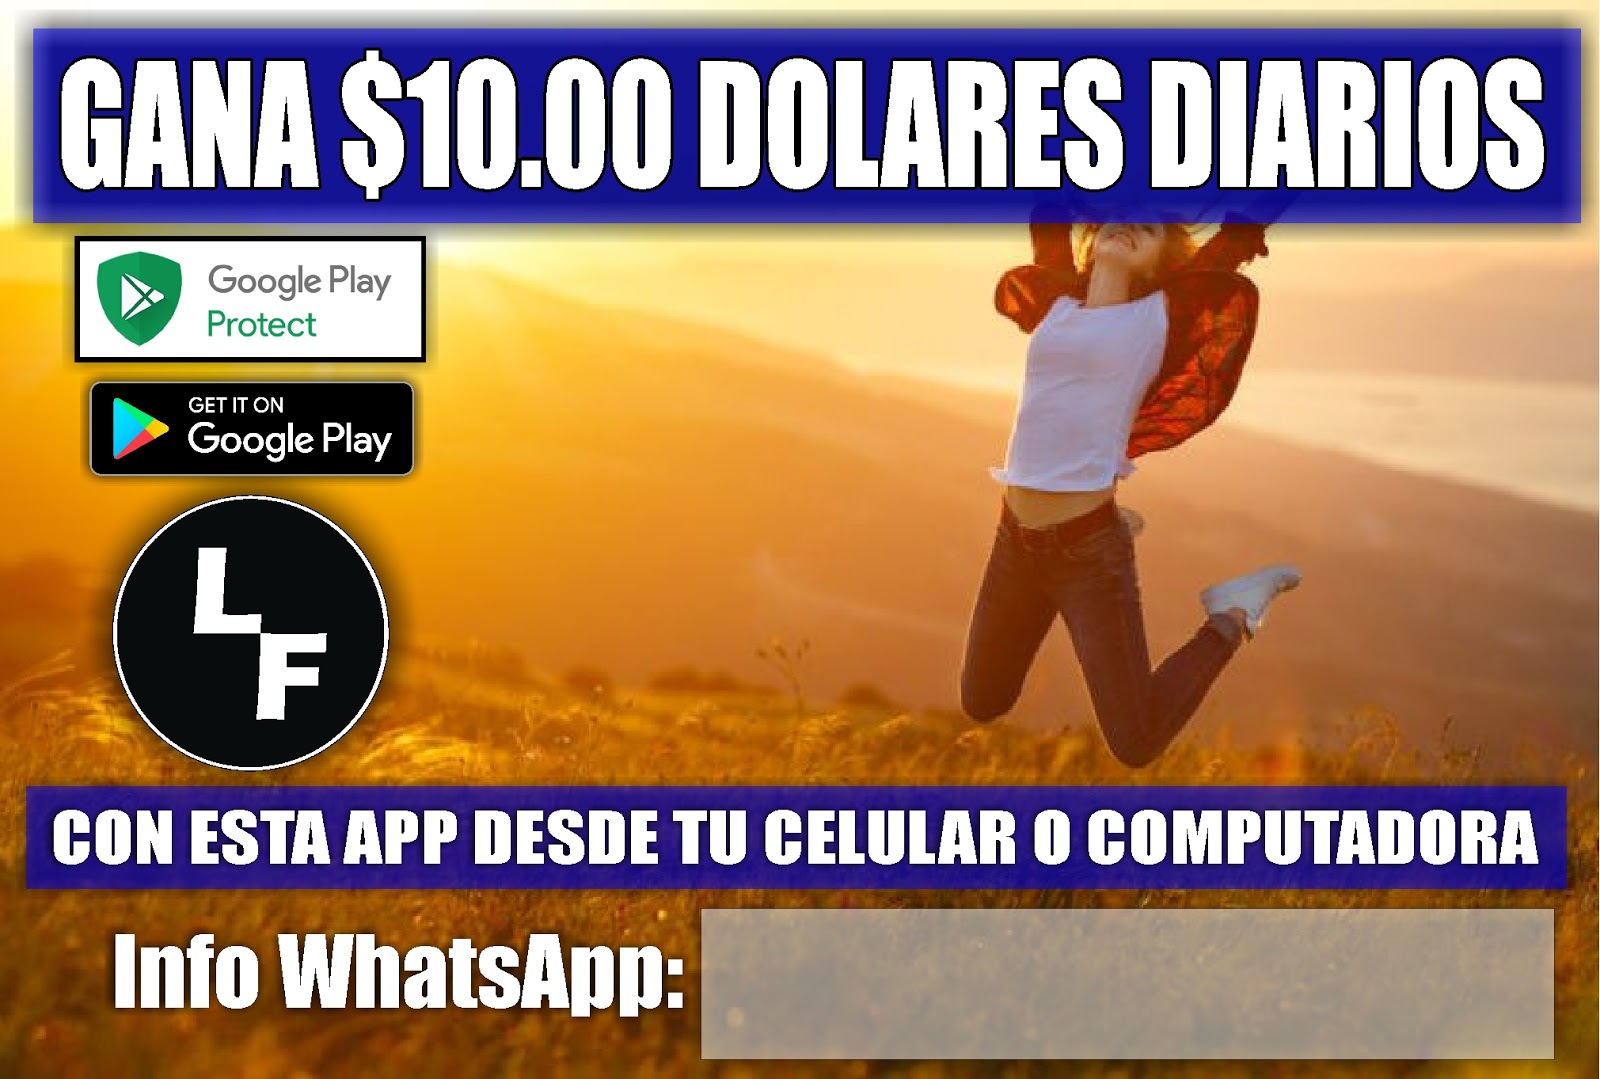 GANA $10.00 DOLARES DIARIOS
Google Play
Protect
GET IT ON
Google Play
L
F
CON ESTA APP DESDE TU CELULAR O COMPUTADORA
Info WhatsApp: